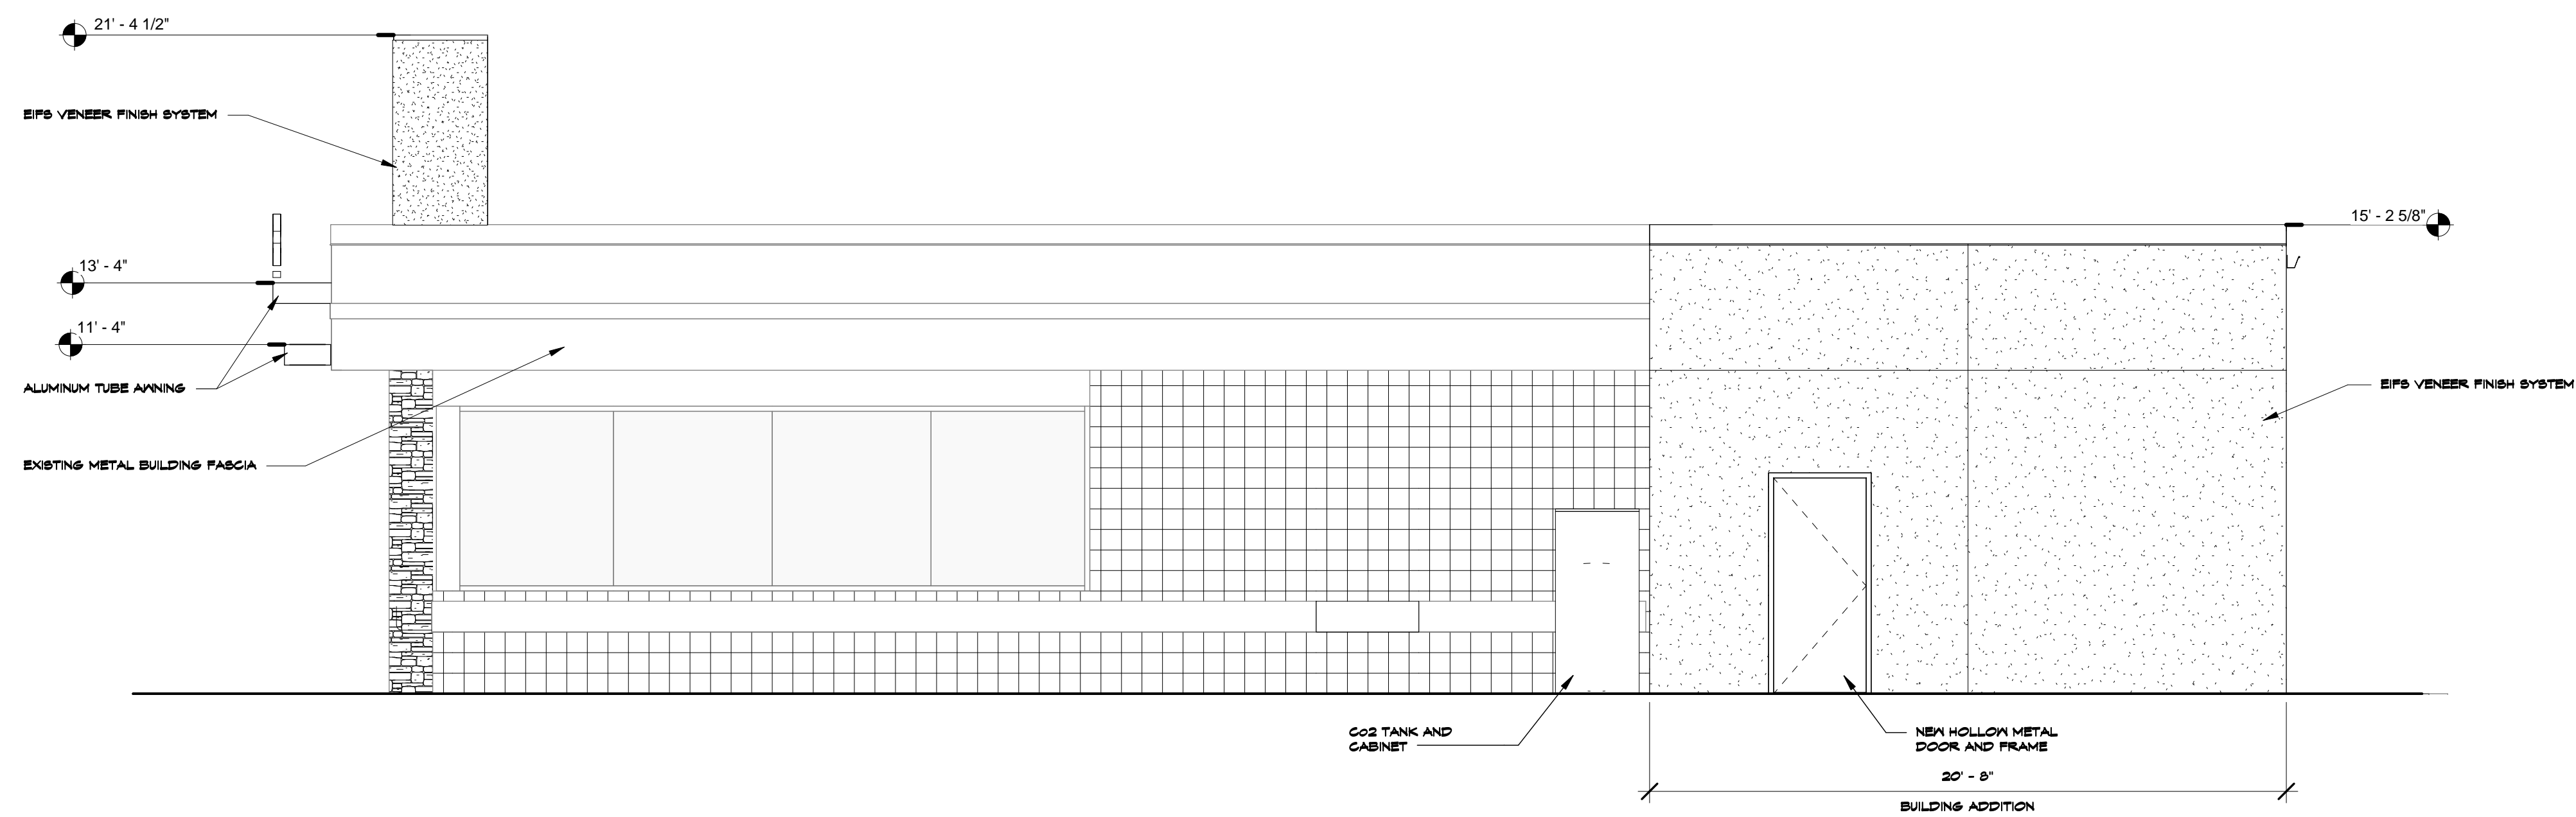 21' - 4 1/2"
EIFS VENEER FINISH SYSTEM
15' - 2 5/8"
13' - 4"
11' - 4"
ALUMINUM TUBE AWNING
EIFS VENEER FINISH SYSTEM
EXISTING METAL BUILDING FASCIA
Co2 TANK AND
CABINET
NEW HOLLOW METAL
DOOR AND FRAME
20' - 8"
BUILDING ADDITION